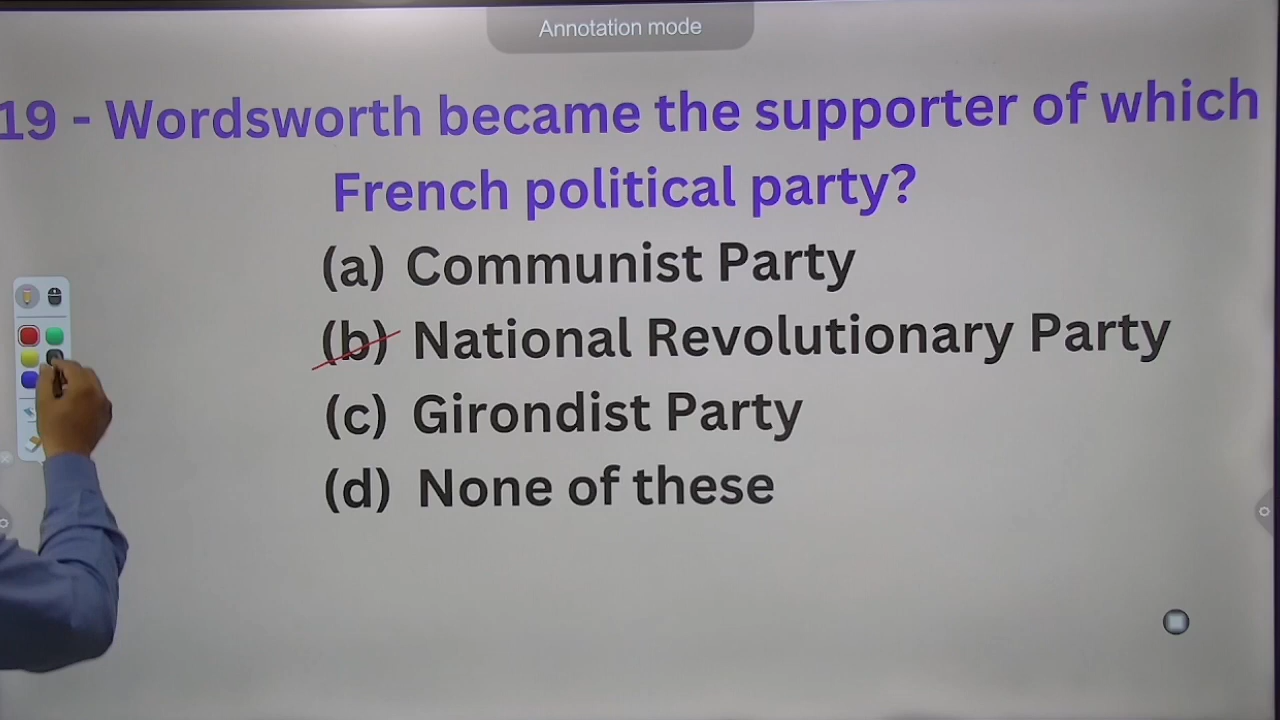 Annotation mode
19 - Wordsworth became the supporter of which
French political party?
(a) Communist Party
(b) National Revolutionary Party
(c) Girondist Party
(d) None of these